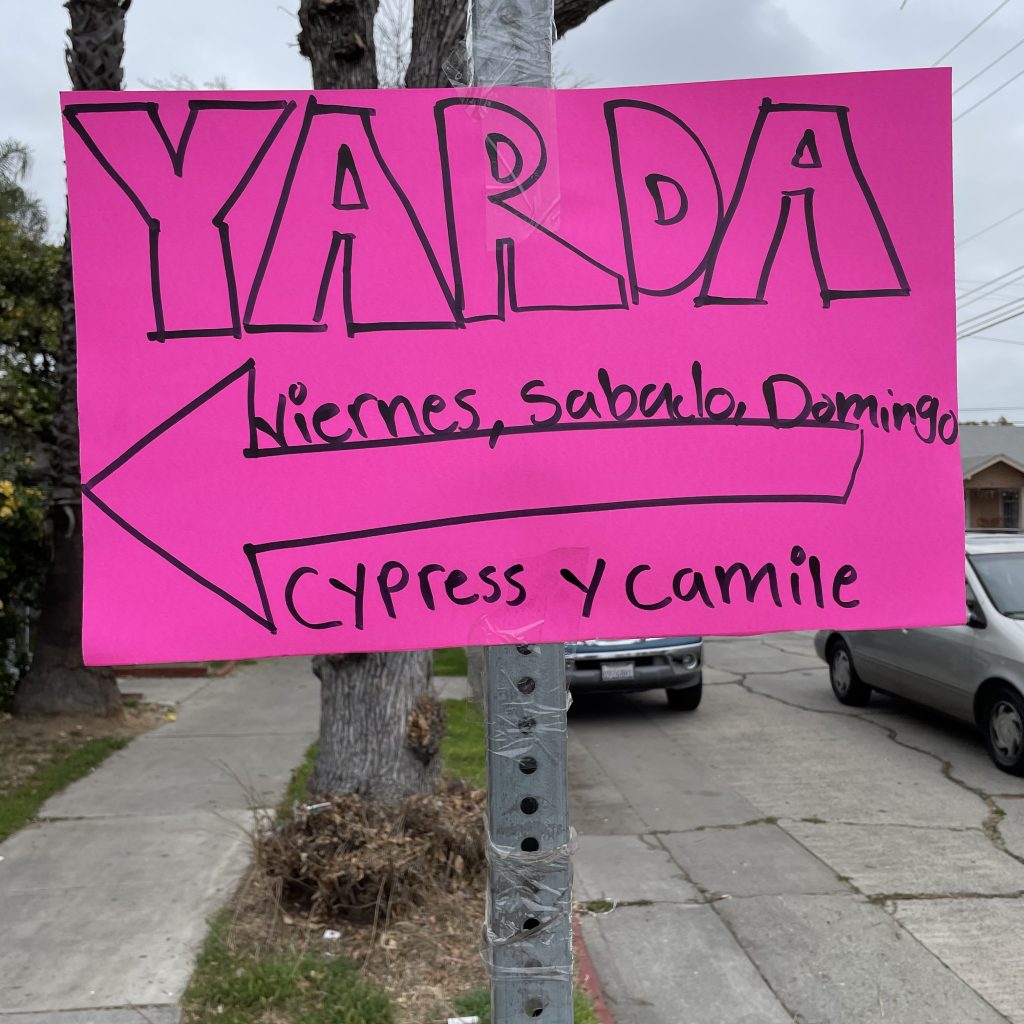 YARDA
Viernes, Sabado, Domingo
Cypress y Camile